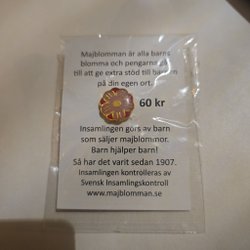 Majblomman är alla barns
blomma och pengarna går
till att ge extra stöd till barnen
på din egen ort.
60 kr
Insamlingen görs av barn
som säljer majblommor.
Barn hjälper barn!
Så har det varit sedan 1907.
Insamlingen kontrolleras av
Svensk Insamlingskontroll
www.majblomman.se